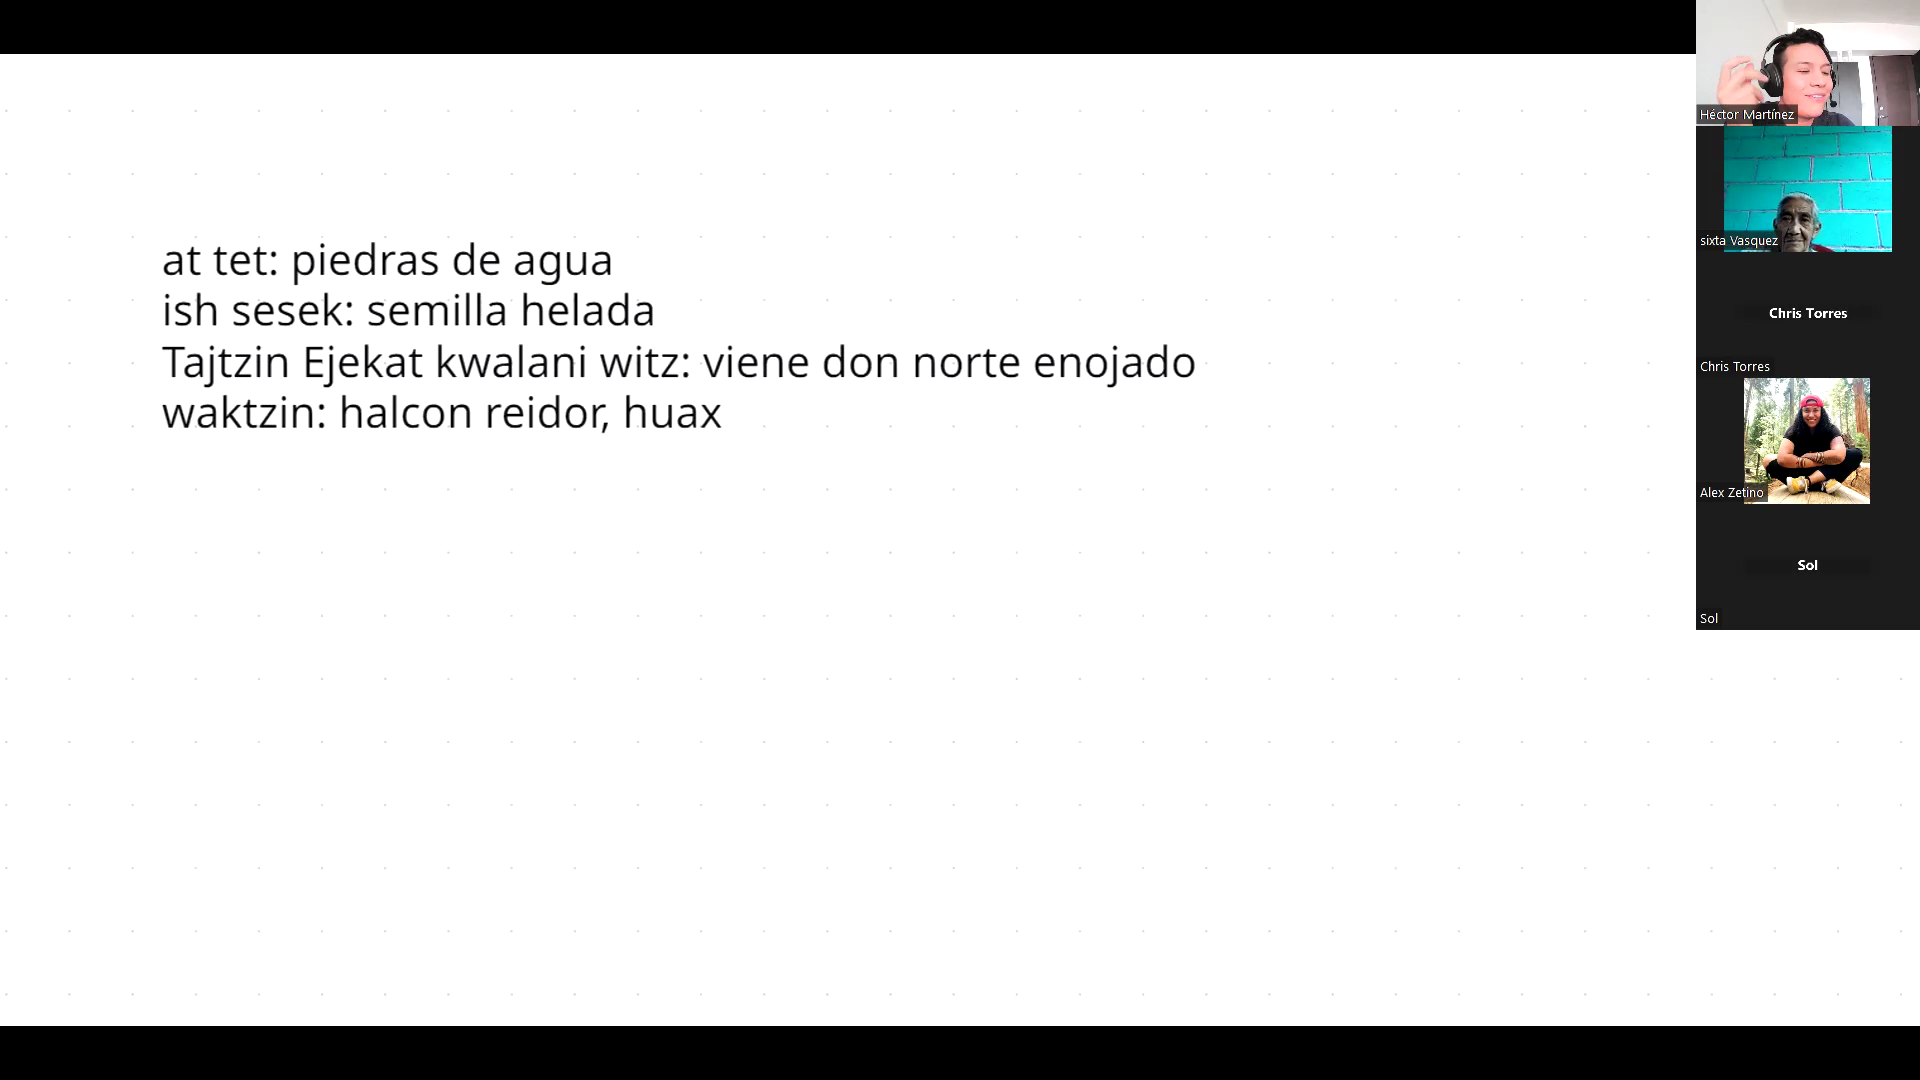 at tet: piedras de agua
ish sesek: semilla helada
Tajtzin Ejekat kwalani witz: viene don norte enojado
waktzin: halcon reidor, huax
Héctor Martínez
sixta Vasquez
Chris Torres
Chris Torres
Alex Zetino
Sol
Sol